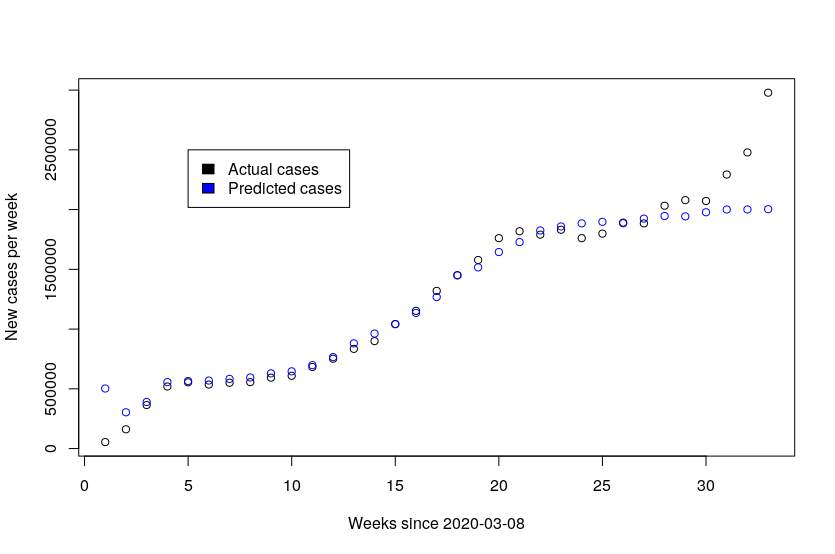 New cases per week
0
500000
1500000
2500000
Actual cases
Predicted cases
0 5 10 15 20 25 30
Weeks since 2020-03-08